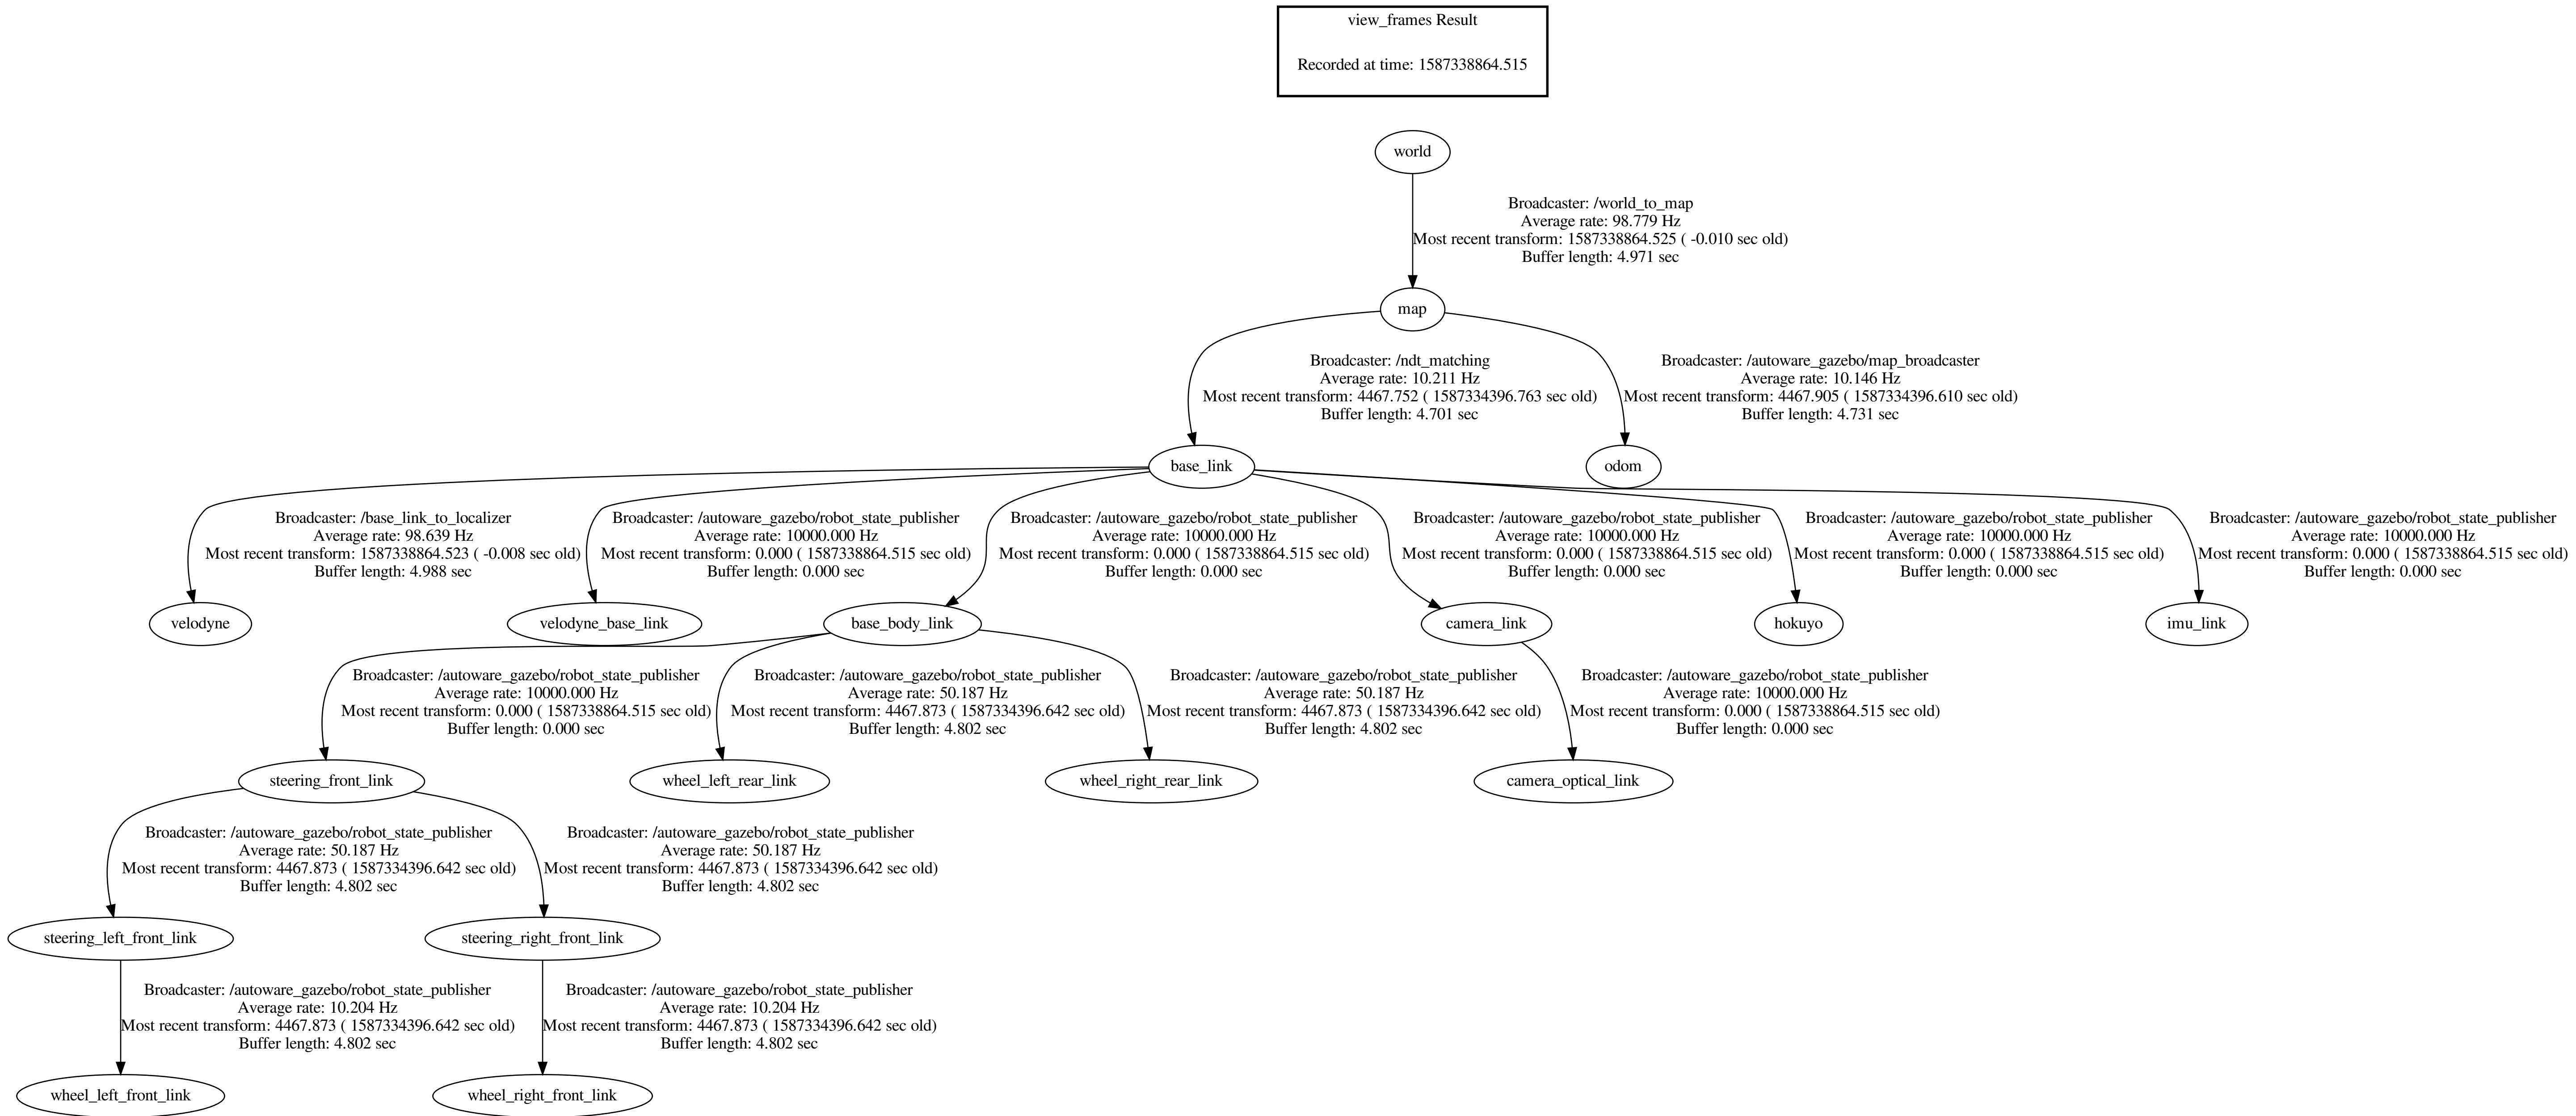 view_frames Result
Recorded at time: 1587338864.515
world
Broadcaster: /world_to_map
Average rate: 98.779 Hz
Most recent transform: 1587338864.525 ( -0.010 sec old)
Buffer length: 4.971 sec
map
Broadcaster: /ndt_matching
Average rate: 10.211 Hz
Most recent transform: 4467.752 ( 1587334396.763 sec old)
Buffer length: 4.701 sec
Broadcaster: /autoware_gazebo/map_broadcaster
Average rate: 10.146 Hz
Most recent transform: 4467.905 ( 1587334396.610 sec old)
Buffer length: 4.731 sec
base_link
odom
Broadcaster: /base_link_to_localizer
Average rate: 98.639 Hz
Most recent transform: 1587338864.523 ( -0.008 sec old)
Buffer length: 4.988 sec
Broadcaster: /autoware_gazebo/robot_state_publisher
Average rate: 10000.000 Hz
Most recent transform: 0.000 ( 1587338864.515 sec old)
Buffer length: 0.000 sec
Broadcaster: /autoware_gazebo/robot_state_publisher
Average rate: 10000.000 Hz
Most recent transform: 0.000 ( 1587338864.515 sec old)
Buffer length: 0.000 sec
Broadcaster: /autoware_gazebo/robot_state_publisher
Average rate: 10000.000 Hz
Most recent transform: 0.000 ( 1587338864.515 sec old)
Buffer length: 0.000 sec
Broadcaster: /autoware_gazebo/robot_state_publisher
Average rate: 10000.000 Hz
Most recent transform: 0.000 ( 1587338864.515 sec old)
Buffer length: 0.000 sec
Broadcaster: /autoware_gazebo/robot_state_publisher
Average rate: 10000.000 Hz
Most recent transform: 0.000 ( 1587338864.515 sec old)
Buffer length: 0.000 sec
velodyne
velodyne_base_link
base_body_link
camera_link
hokuyo
imu_link
Broadcaster: /autoware_gazebo/robot_state_publisher
Average rate: 10000.000 Hz
Most recent transform: 0.000 ( 1587338864.515 sec old)
Buffer length: 0.000 sec
Broadcaster: /autoware_gazebo/robot_state_publisher
Average rate: 50.187 Hz
Most recent transform: 4467.873 ( 1587334396.642 sec old)
Buffer length: 4.802 sec
Broadcaster: /autoware_gazebo/robot_state_publisher
Average rate: 50.187 Hz
Most recent transform: 4467.873 ( 1587334396.642 sec old)
Buffer length: 4.802 sec
Broadcaster: /autoware_gazebo/robot_state_publisher
Average rate: 10000.000 Hz
Most recent transform: 0.000 ( 1587338864.515 sec old)
Buffer length: 0.000 sec
steering_front_link
wheel_left_rear_link
wheel_right_rear_link
camera_optical_link
Broadcaster: /autoware_gazebo/robot_state_publisher
Average rate: 50.187 Hz
Most recent transform: 4467.873 ( 1587334396.642 sec old)
Buffer length: 4.802 sec
Broadcaster: /autoware_gazebo/robot_state_publisher
Average rate: 50.187 Hz
Most recent transform: 4467.873 ( 1587334396.642 sec old)
Buffer length: 4.802 sec
steering_left_front_link
steering_right_front_link
Broadcaster: /autoware_gazebo/robot_state_publisher
Average rate: 10.204 Hz
Most recent transform: 4467.873 ( 1587334396.642 sec old)
Buffer length: 4.802 sec
Broadcaster: /autoware_gazebo/robot_state_publisher
Average rate: 10.204 Hz
Most recent transform: 4467.873 ( 1587334396.642 sec old)
Buffer length: 4.802 sec
wheel_left_front_link
wheel_right_front_link